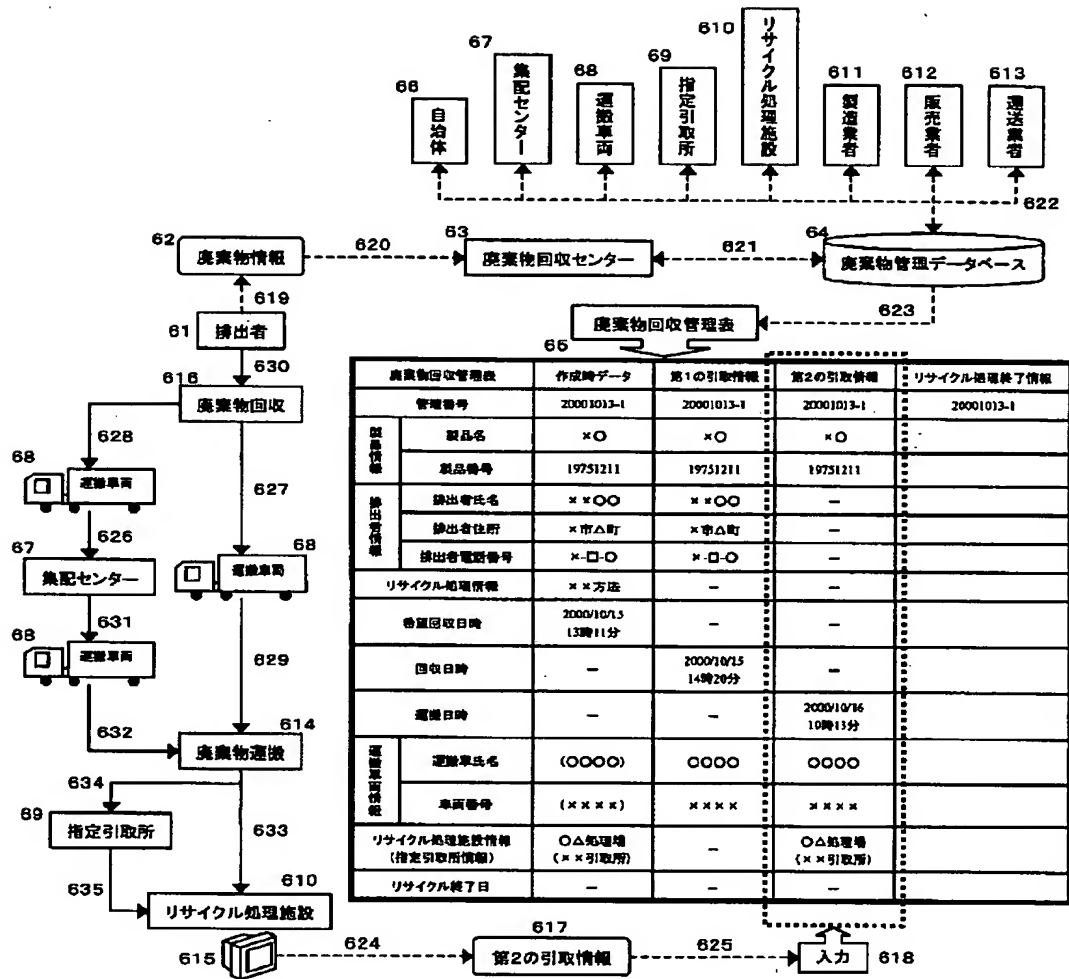 610
67
リサイクル処理施設
66
集配センター
68
69
611
612
613
自治体
運搬車両
指定引取所
製造業者
販売業者
運送業者
622
62
620
63
621
64
廃棄物情報
廃棄物回収センター
廃棄物管理データベース
619
623
61
排出者
65
廃棄物回収管理表
630
616
廃棄物回収
628
627
68
運搬車両
626
67
集配センター
68
運搬車両
631
68
運搬車両
629
632
614
廃棄物運搬
634
69
指定引取所
633
635
610
リサイクル処理施設
615
624
617
第2の引取情報
625
入力
618
廃棄物回収管理表 作成時データ 第1の引取情報 第2の引取情報 リサイクル処理終了情報
管理番号 20001013-1 20001013-1 20001013-1 20001013-1
製品情報
製品名 ×○ ×○ ×○
製品番号 19751211 19751211 19751211
排出者情報
排出者氏名 ××○○ ××○○ −
排出者住所 ×市△町 ×市△町 −
排出者電話番号 ×-□-○ ×-□-○ −
リサイクル処理情報 ××方法 − −
希望回収日時 2000/10/15 − −
13時11分
回収日時 − 2000/10/15 −
14時20分
運搬日時 − − 2000/10/16
10時13分
運搬車両情報
運搬車氏名 (○○○○) ○○○○ ○○○○
車両番号 (××××) ×××× ××××
リサイクル処理施設情報 ○△処理場 − ○△処理場
(指定引取所情報) (××引取所) (××引取所)
リサイクル終了日 − − −